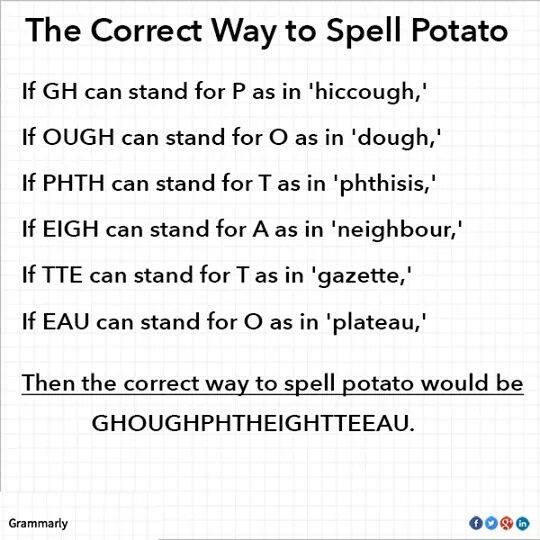 The Correct Way to Spell Potato
If GH can stand for P as in 'hiccough,'
If OUGH can stand for O as in 'dough,'
If PHTH can stand for T as in 'phthisis,'
If EIGH can stand for A as in 'neighbour,'
If TTE can stand for T as in 'gazette,'
If EAU can stand for O as in 'plateau,'
Then the correct way to spell potato would be
GHOUGHPHTHEIGHTTEEAU.
Grammarly